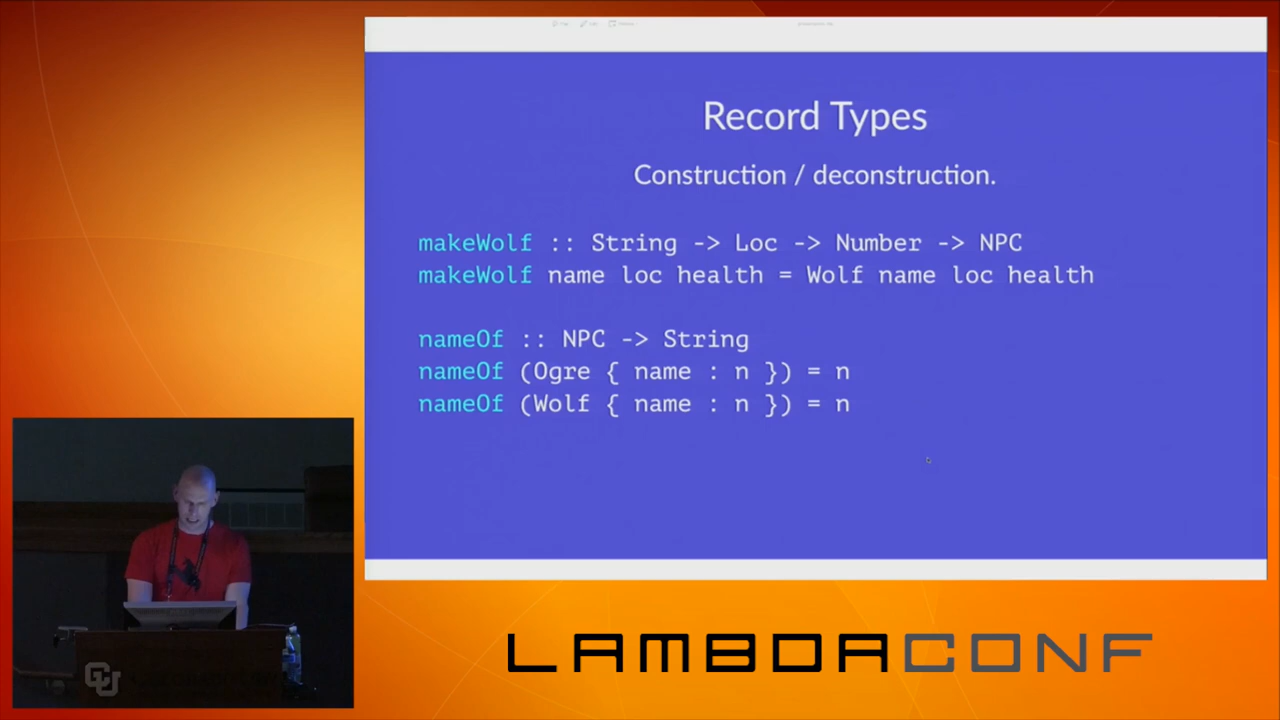 Record Types
Construction / deconstruction.
makeWolf :: String -> Loc -> Number -> NPC
makeWolf name loc health = Wolf name loc health
nameOf :: NPC -> String
nameOf (Ogre { name : n }) = n
nameOf (Wolf { name : n }) = n
CU
LAMBDACONF